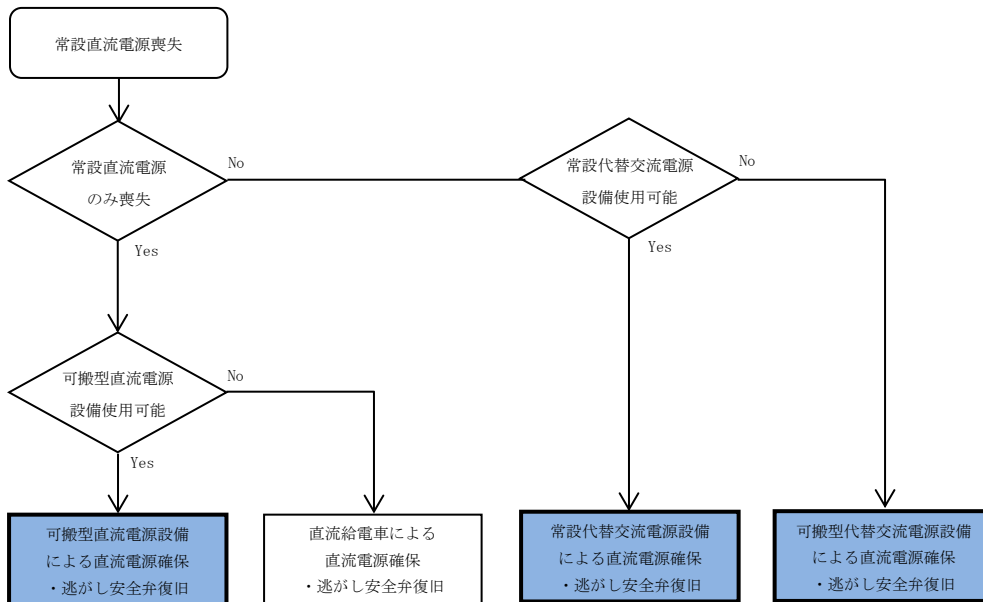 常設直流電源喪失
常設直流電源
のみ喪失
No
Yes
常設代替交流電源
設備使用可能
No
Yes
可搬型直流電源
設備使用可能
No
Yes
可搬型直流電源設備
による直流電源確保
・逃がし安全弁復旧
直流給電車による
直流電源確保
・逃がし安全弁復旧
常設代替交流電源設備
による直流電源確保
・逃がし安全弁復旧
可搬型代替交流電源設備
による直流電源確保
・逃がし安全弁復旧